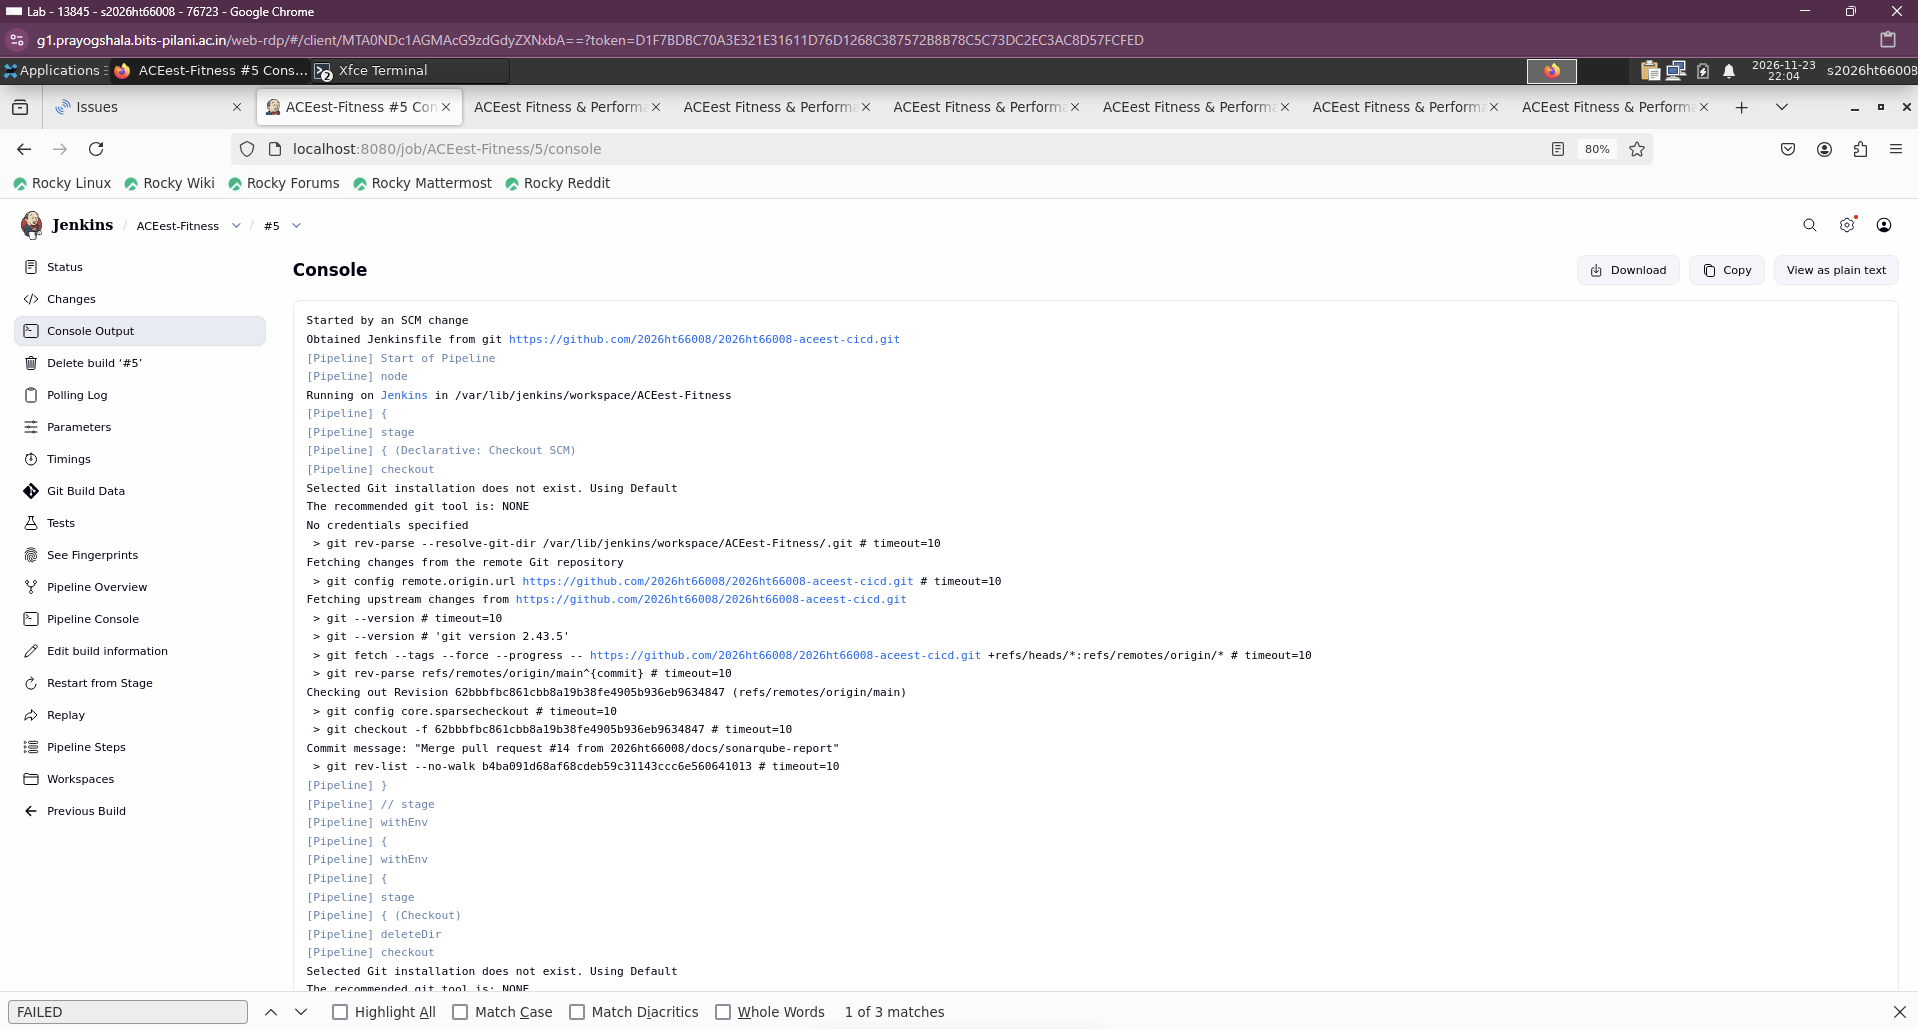 Lab - 13845 - s2026ht66008 - 76723 - Google Chrome
g1.prayogshala.bits-pilani.ac.in/web-rdp/#/client/MTA0NDc1AGMAcG9zdGdyZXNxbA==?token=D1F7BDBC70A3E321E31611D76D1268C387572B8B78C5C73DC2EC3AC8D57FCFED
Applications ACEest-Fitness #5 Cons... 2 Xfce Terminal 2026-11-23 22:04 s2026ht66008
Issues ACEest-Fitness #5 Con ACEest Fitness & Performa ACEest Fitness & Performa ACEest Fitness & Performa ACEest Fitness & Performa ACEest Fitness & Performa ACEest Fitness & Performa
localhost:8080/job/ACEest-Fitness/5/console 80%
Rocky Linux Rocky Wiki Rocky Forums Rocky Mattermost Rocky Reddit
Jenkins / ACEest-Fitness / #5
Status
Changes
Console Output
Delete build ‘#5’
Polling Log
Parameters
Timings
Git Build Data
Tests
See Fingerprints
Pipeline Overview
Pipeline Console
Edit build information
Restart from Stage
Replay
Pipeline Steps
Workspaces
Previous Build
Console Download Copy View as plain text
Started by an SCM change
Obtained Jenkinsfile from git https://github.com/2026ht66008/2026ht66008-aceest-cicd.git
[Pipeline] Start of Pipeline
[Pipeline] node
Running on Jenkins in /var/lib/jenkins/workspace/ACEest-Fitness
[Pipeline] {
[Pipeline] stage
[Pipeline] { (Declarative: Checkout SCM)
[Pipeline] checkout
Selected Git installation does not exist. Using Default
The recommended git tool is: NONE
No credentials specified
> git rev-parse --resolve-git-dir /var/lib/jenkins/workspace/ACEest-Fitness/.git # timeout=10
Fetching changes from the remote Git repository
> git config remote.origin.url https://github.com/2026ht66008/2026ht66008-aceest-cicd.git # timeout=10
Fetching upstream changes from https://github.com/2026ht66008/2026ht66008-aceest-cicd.git
> git --version # timeout=10
> git --version # 'git version 2.43.5'
> git fetch --tags --force --progress -- https://github.com/2026ht66008/2026ht66008-aceest-cicd.git +refs/heads/*:refs/remotes/origin/* # timeout=10
> git rev-parse refs/remotes/origin/main^{commit} # timeout=10
Checking out Revision 62bbbfbc861cbb8a19b38fe4905b936eb9634847 (refs/remotes/origin/main)
> git config core.sparsecheckout # timeout=10
> git checkout -f 62bbbfbc861cbb8a19b38fe4905b936eb9634847 # timeout=10
Commit message: "Merge pull request #14 from 2026ht66008/docs/sonarqube-report"
> git rev-list --no-walk b4ba091d68af68cdeb59c31143ccc6e560641013 # timeout=10
[Pipeline] }
[Pipeline] // stage
[Pipeline] withEnv
[Pipeline] {
[Pipeline] withEnv
[Pipeline] {
[Pipeline] stage
[Pipeline] { (Checkout)
[Pipeline] deleteDir
[Pipeline] checkout
Selected Git installation does not exist. Using Default
The recommended git tool is: NONE
FAILED Highlight All Match Case Match Diacritics Whole Words 1 of 3 matches